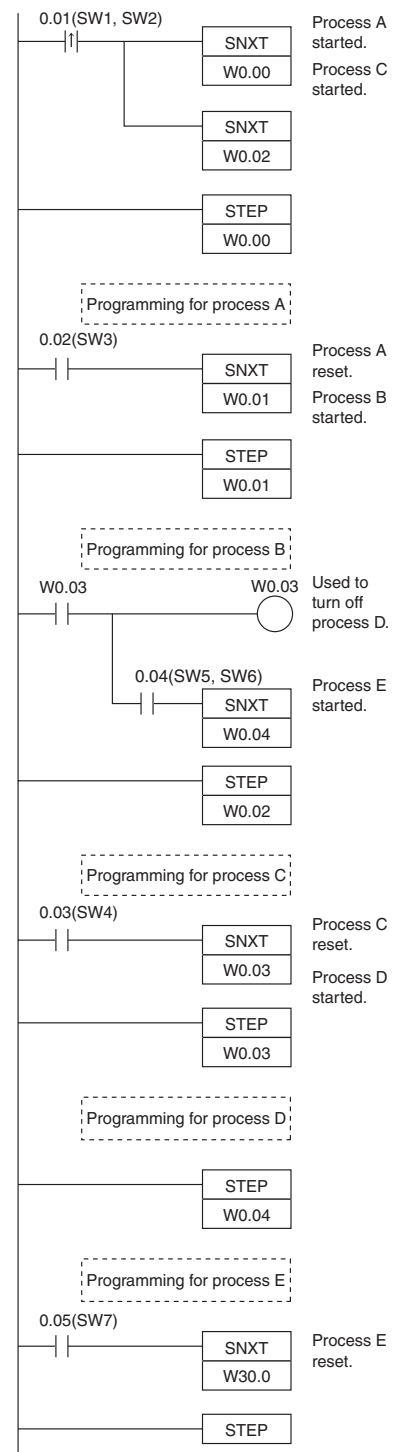 0.01(SW1, SW2)
SNXT
W0.00
Process A
started.
Process C
started.
SNXT
W0.02
STEP
W0.00
Programming for process A
0.02(SW3)
SNXT
W0.01
Process A
reset.
Process B
started.
STEP
W0.01
Programming for process B
W0.03
W0.03
Used to
turn off
process D.
0.04(SW5, SW6)
SNXT
W0.04
Process E
started.
STEP
W0.02
Programming for process C
0.03(SW4)
SNXT
W0.03
Process C
reset.
Process D
started.
STEP
W0.03
Programming for process D
STEP
W0.04
Programming for process E
0.05(SW7)
SNXT
W30.0
Process E
reset.
STEP